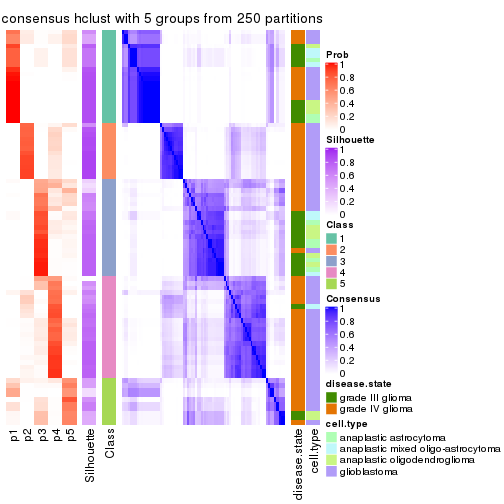 consensus hclust with 5 groups from 250 partitions
Prob
1
0.8
0.6
0.4
0.2
0
Silhouette
1
0.8
0.6
0.4
0.2
0
Class
1
2
3
4
5
Consensus
1
0.8
0.6
0.4
0.2
0
disease.state
grade III glioma
grade IV glioma
cell.type
anaplastic astrocytoma
anaplastic mixed oligo-astrocytoma
anaplastic oligodendroglioma
glioblastoma
p1
p2
p3
p4
p5
Silhouette
Class
disease.state
cell.type